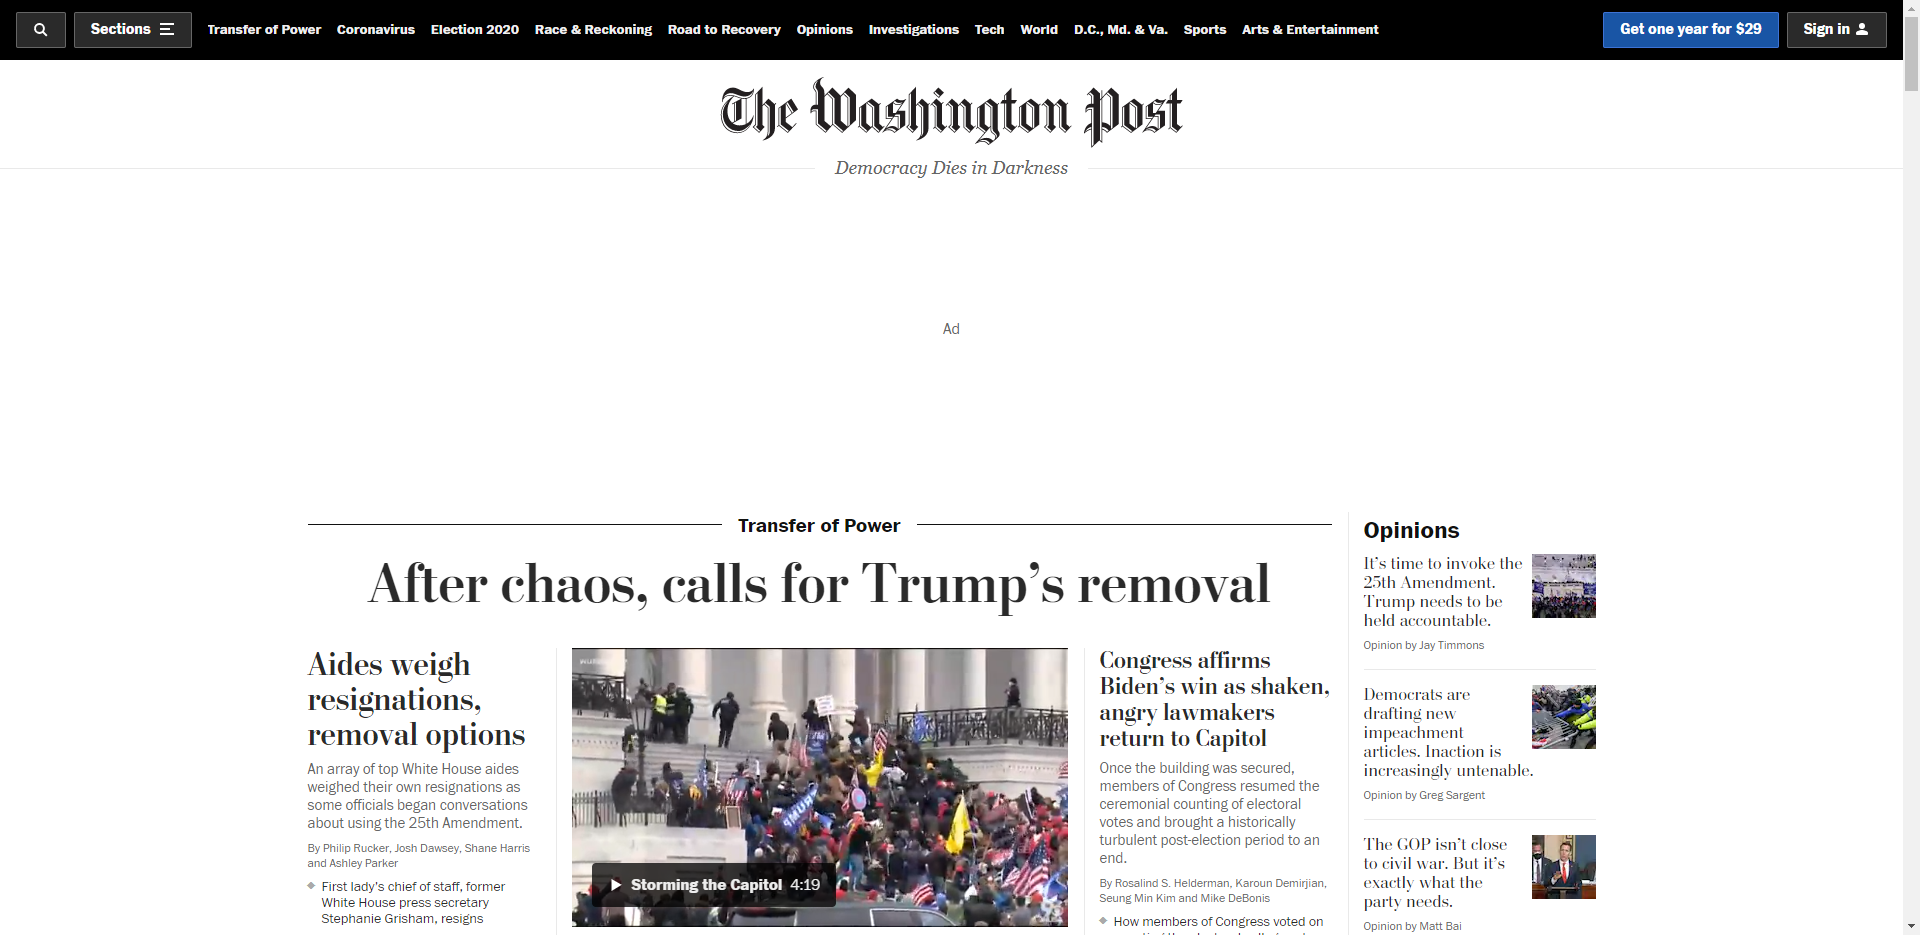 Sections
Transfer of Power
Coronavirus
Election 2020
Race & Reckoning
Road to Recovery
Opinions
Investigations
Tech
World
D.C., Md. & Va.
Sports
Arts & Entertainment
Get one year for $29
Sign in
The Washington Post
Democracy Dies in Darkness
Ad
Transfer of Power
After chaos, calls for Trump’s removal
Aides weigh
resignations,
removal options
An array of top White House aides
weighed their own resignations as
some officials began conversations
about using the 25th Amendment.
By Philip Rucker, Josh Dawsey, Shane Harris
and Ashley Parker
First lady's chief of staff, former
White House press secretary
Stephanie Grisham, resigns
TRUMP
Storming the Capitol 4:19
Congress affirms
Biden’s win as shaken,
angry lawmakers
return to Capitol
Once the building was secured,
members of Congress resumed the
ceremonial counting of electoral
votes and brought a historically
turbulent post-election period to an
end.
By Rosalind S. Helderman, Karoun Demirjian,
Seung Min Kim and Mike DeBonis
How members of Congress voted on
Opinions
It’s time to invoke the
25th Amendment.
Trump needs to be
held accountable.
Opinion by Jay Timmons
Democrats are
drafting new
impeachment
articles. Inaction is
increasingly untenable.
Opinion by Greg Sargent
The GOP isn’t close
to civil war. But it’s
exactly what the
party needs.
Opinion by Matt Bai